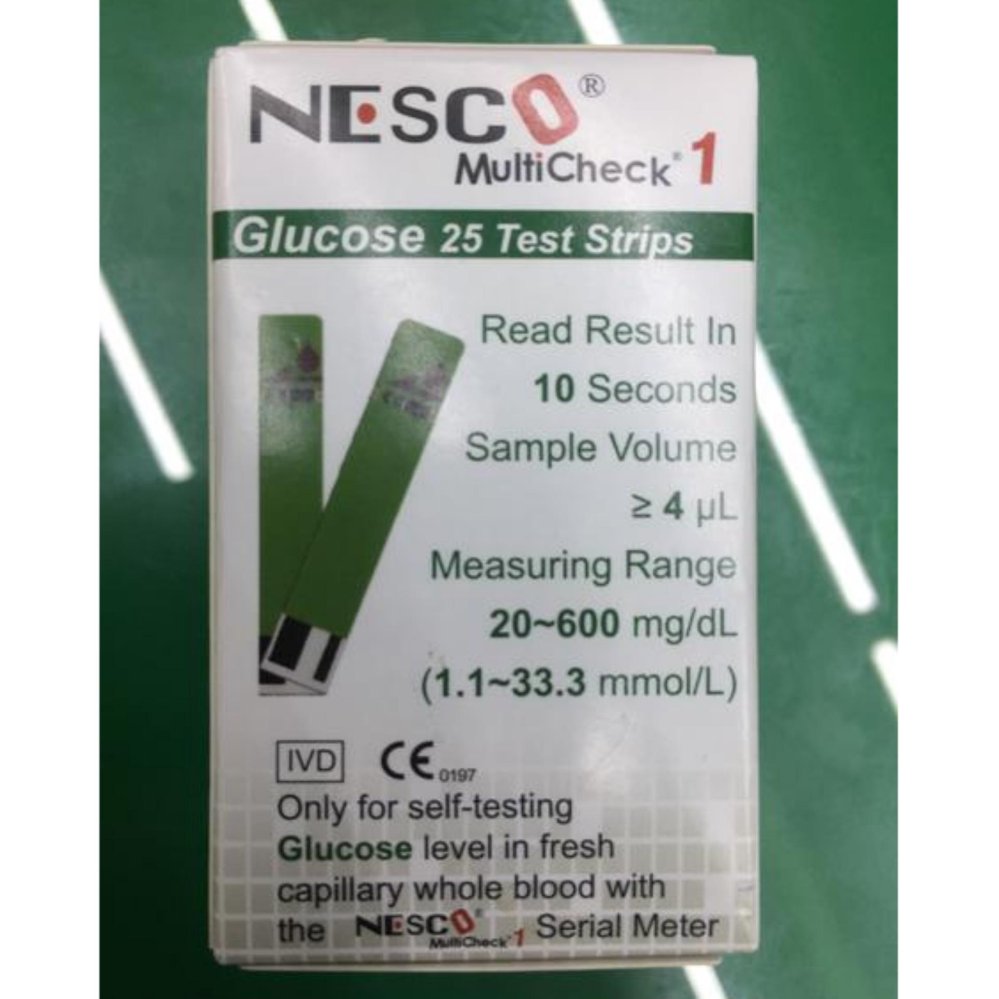 NESCO®
MultiCheck® 1
Glucose 25 Test Strips
Read Result In
10 Seconds
Sample Volume
≥ 4 µL
Measuring Range
20~600 mg/dL
(1.1~33.3 mmol/L)
IVD CE 0197
Only for self-testing
Glucose level in fresh
capillary whole blood with
the NESCO® MultiCheck® 1 Serial Meter